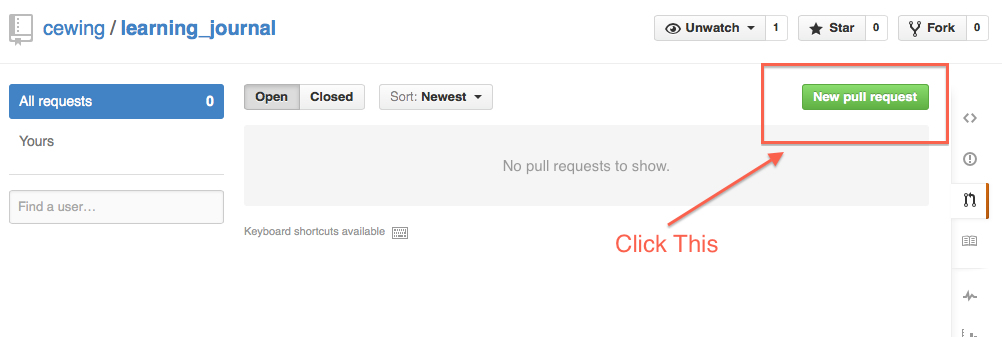 cewing / learning_journal
Unwatch 1 Star 0 Fork 0
All requests 0
Yours
Find a user…
Open Closed Sort: Newest New pull request
No pull requests to show.
Keyboard shortcuts available
Click This